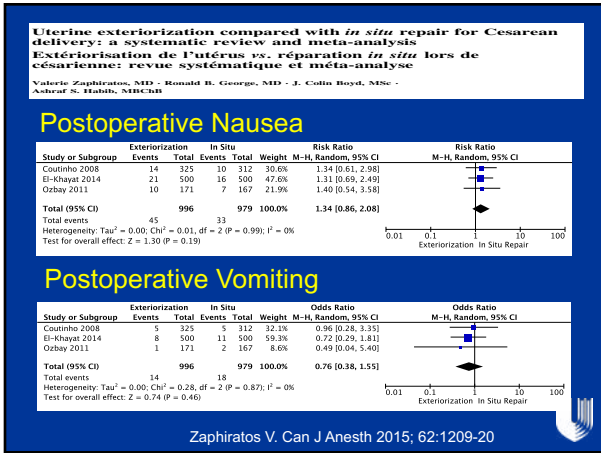 Uterine exteriorization compared with in situ repair for Cesarean
delivery: a systematic review and meta-analysis
Extériorisation de l'utérus vs. réparation in situ lors de
césarienne: revue systématique et méta-analyse
Valerie Zaphiratos, MD · Ronald B. George, MD · J. Colin Boyd, MSc ·
Ashraf S. Habib, MBChB
Postoperative Nausea
Exteriorization In Situ Risk Ratio Risk Ratio
Study or Subgroup Events Total Events Total Weight M-H, Random, 95% CI M-H, Random, 95% CI
Coutinho 2008 14 325 10 312 30.6% 1.34 [0.61, 2.98]
El-Khayat 2014 21 500 16 500 47.6% 1.31 [0.69, 2.49]
Ozbay 2011 10 171 7 167 21.9% 1.40 [0.54, 3.58]
Total (95% CI) 996 979 100.0% 1.34 [0.86, 2.08]
Total events 45 33
Heterogeneity: Tau² = 0.00; Chi² = 0.01, df = 2 (P = 0.99); I² = 0%
Test for overall effect: Z = 1.30 (P = 0.19)
0.01 0.1 1 10 100
Exteriorization In Situ Repair
Postoperative Vomiting
Exteriorization In Situ Odds Ratio Odds Ratio
Study or Subgroup Events Total Events Total Weight M-H, Random, 95% CI M-H, Random, 95% CI
Coutinho 2008 5 325 5 312 32.1% 0.96 [0.28, 3.35]
El-Khayat 2014 8 500 11 500 59.3% 0.72 [0.29, 1.81]
Ozbay 2011 1 171 2 167 8.6% 0.49 [0.04, 5.40]
Total (95% CI) 996 979 100.0% 0.76 [0.38, 1.55]
Total events 14 18
Heterogeneity: Tau² = 0.00; Chi² = 0.28, df = 2 (P = 0.87); I² = 0%
Test for overall effect: Z = 0.74 (P = 0.46)
0.01 0.1 1 10 100
Exteriorization In Situ Repair
Zaphiratos V. Can J Anesth 2015; 62:1209-20